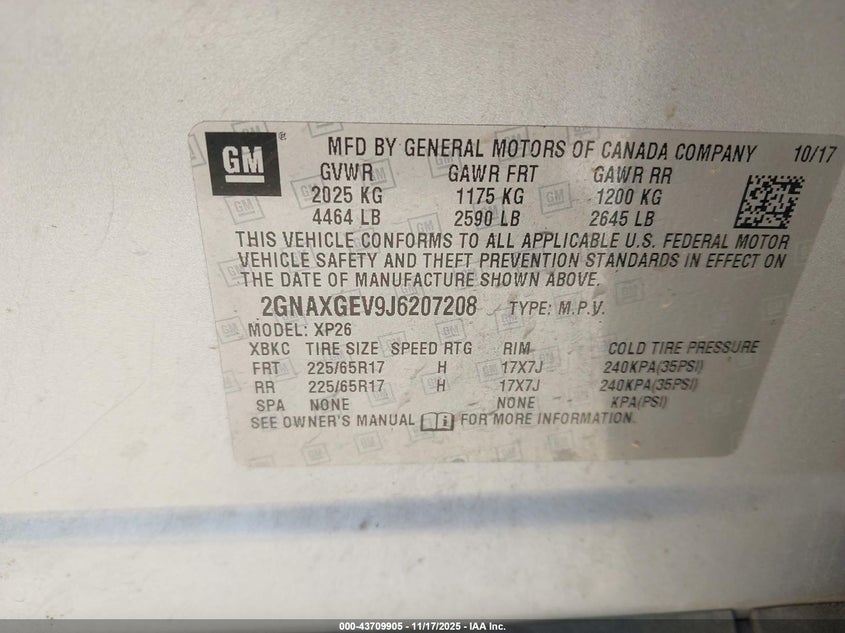 GM® MFD BY GENERAL MOTORS OF CANADA COMPANY 10/17
GVWR GAWR FRT GAWR RR
2025 KG 1175 KG 1200 KG
4464 LB 2590 LB 2645 LB
THIS VEHICLE CONFORMS TO ALL APPLICABLE U.S. FEDERAL MOTOR
VEHICLE SAFETY AND THEFT PREVENTION STANDARDS IN EFFECT ON
THE DATE OF MANUFACTURE SHOWN ABOVE.
2GNAXGEV9J6207208 TYPE: M.P.V.
MODEL: XP26
XBKC TIRE SIZE SPEED RTG RIM COLD TIRE PRESSURE
FRT 225/65R17 H 17X7J 240KPA(35PSI)
RR 225/65R17 H 17X7J 240KPA(35PSI)
SPA NONE NONE KPA(PSI)
SEE OWNER'S MANUAL FOR MORE INFORMATION.
000-43709905 - 11/17/2025 - IAA Inc.